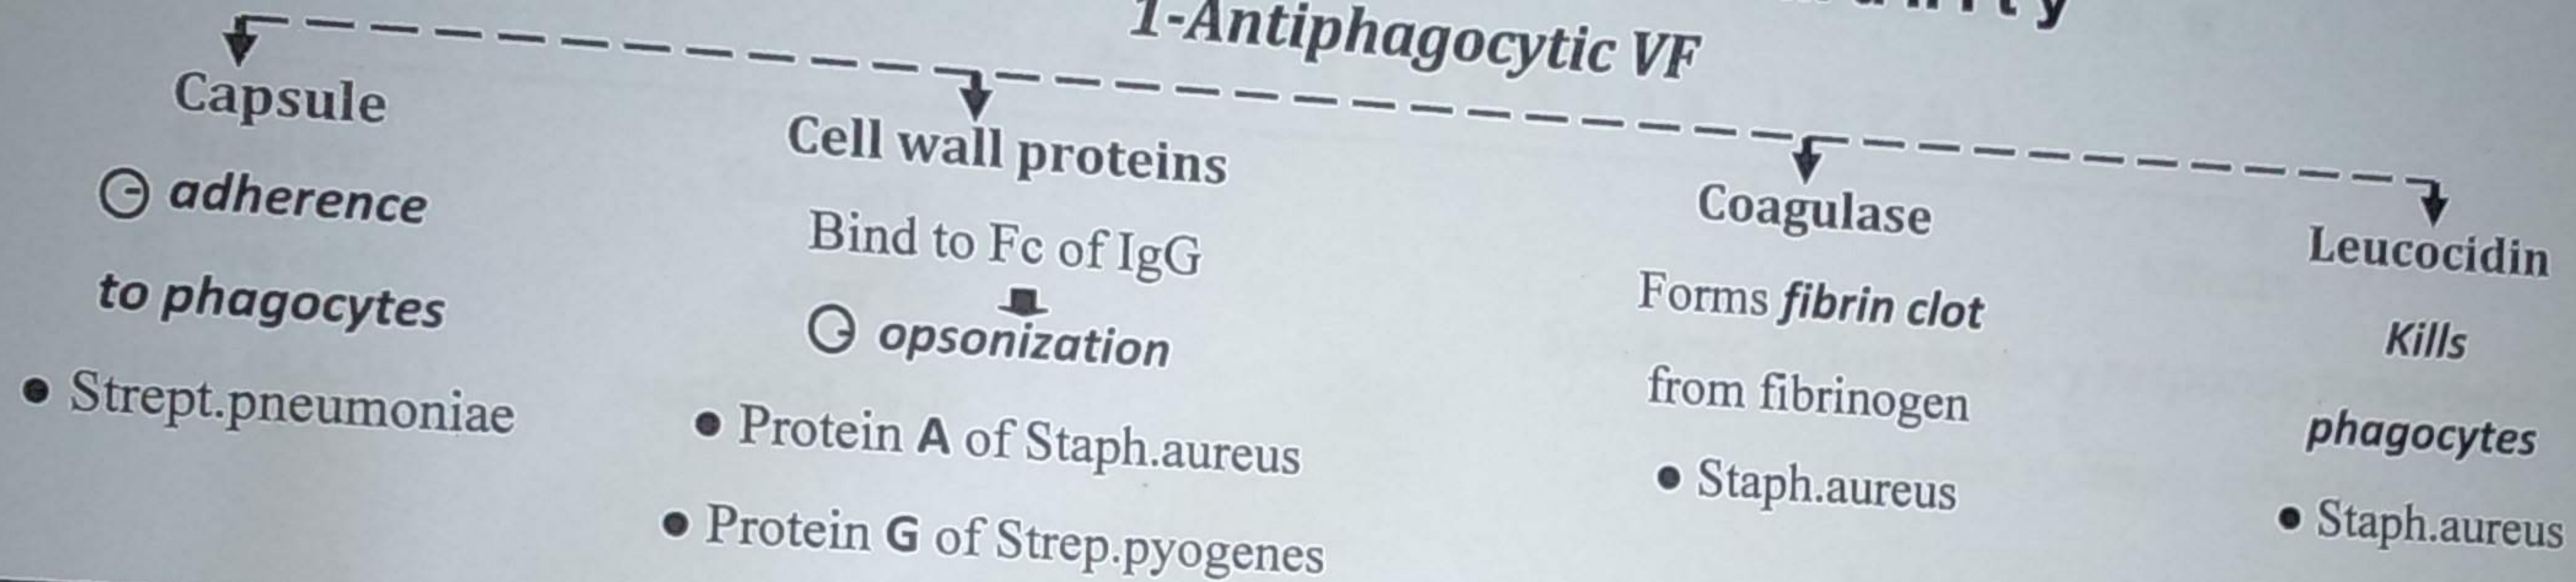 1-Antiphagocytic VF
Capsule
⊝ adherence
to phagocytes
• Strept.pneumoniae
Cell wall proteins
Bind to Fc of IgG
⊝ opsonization
• Protein A of Staph.aureus
• Protein G of Strep.pyogenes
Coagulase
Forms fibrin clot
from fibrinogen
• Staph.aureus
Leucocidin
Kills
phagocytes
• Staph.aureus